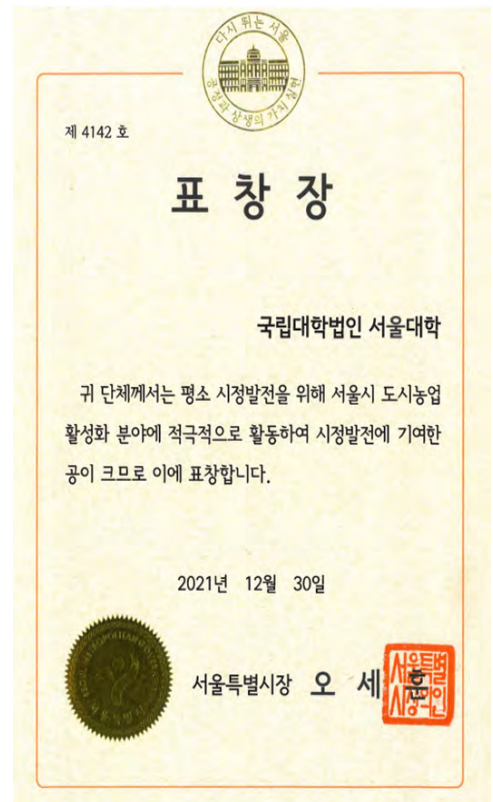 다시 뛰는 서울
공정과 상생의 가치 실현
제 4142 호
표 창 장
국립대학법인 서울대학
귀 단체께서는 평소 시정발전을 위해 서울시 도시농업
활성화 분야에 적극적으로 활동하여 시정발전에 기여한
공이 크므로 이에 표창합니다.
2021년 12월 30일
서울특별시장 오 세 훈
서울특별
시장의인